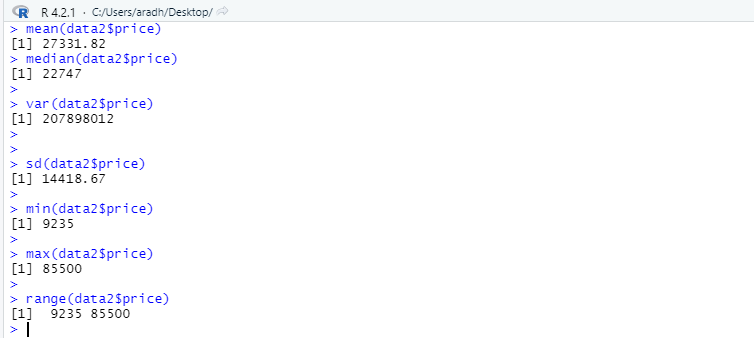 R R 4.2.1 · C:/Users/aradh/Desktop/
> mean(data2$price)
[1] 27331.82
> median(data2$price)
[1] 22747
>
> var(data2$price)
[1] 207898012
>
>
> sd(data2$price)
[1] 14418.67
>
> min(data2$price)
[1] 9235
>
> max(data2$price)
[1] 85500
>
> range(data2$price)
[1]  9235 85500
>